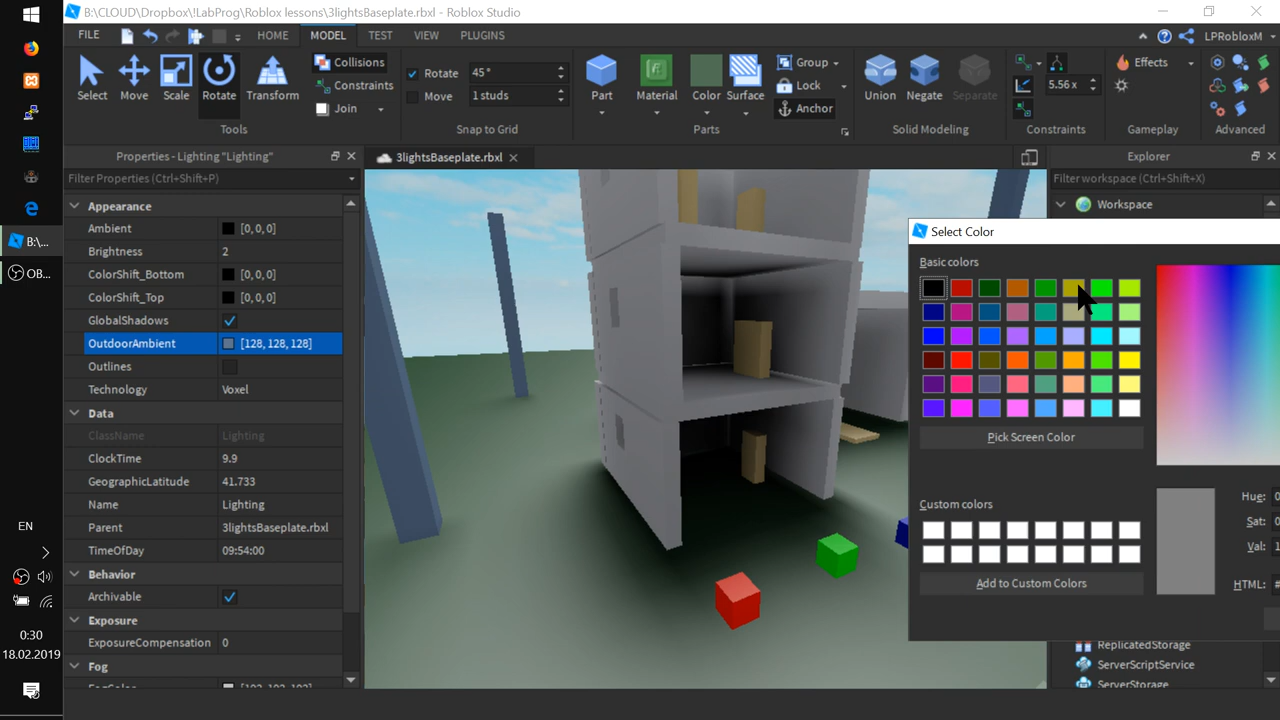 B:\CLOUD\Dropbox\!LabProg\Roblox lessons\3lightsBaseplate.rbxl - Roblox Studio
FILE HOME MODEL TEST VIEW PLUGINS LPRobloxM
Select Move Scale Rotate Transform
Collisions
Constraints
Join
Tools
Rotate 45°
Move 1 studs
Snap to Grid
Part Material Color Surface
Group
Lock
Anchor
Parts
Union Negate Separate
Solid Modeling
5.56 x
Constraints
Effects
Gameplay
Advanced
Properties - Lighting "Lighting"
Filter Properties (Ctrl+Shift+P)
Appearance
Ambient [0,0,0]
Brightness 2
ColorShift_Bottom [0,0,0]
ColorShift_Top [0,0,0]
GlobalShadows
OutdoorAmbient [128,128,128]
Outlines
Technology Voxel
Data
ClassName Lighting
ClockTime 9.9
GeographicLatitude 41.733
Name Lighting
Parent 3lightsBaseplate.rbxl
TimeOfDay 09:54:00
Behavior
Archivable
Exposure
ExposureCompensation 0
Fog
3lightsBaseplate.rbxl
Explorer
Filter workspace (Ctrl+Shift+X)
Workspace
Select Color
Basic colors
Pick Screen Color
Custom colors
Add to Custom Colors
Hue: 0
Sat: 0
Val: 1
HTML: #
ReplicatedStorage
ServerScriptService
ServerStorage
B:\...
OB...
EN
0:30
18.02.2019